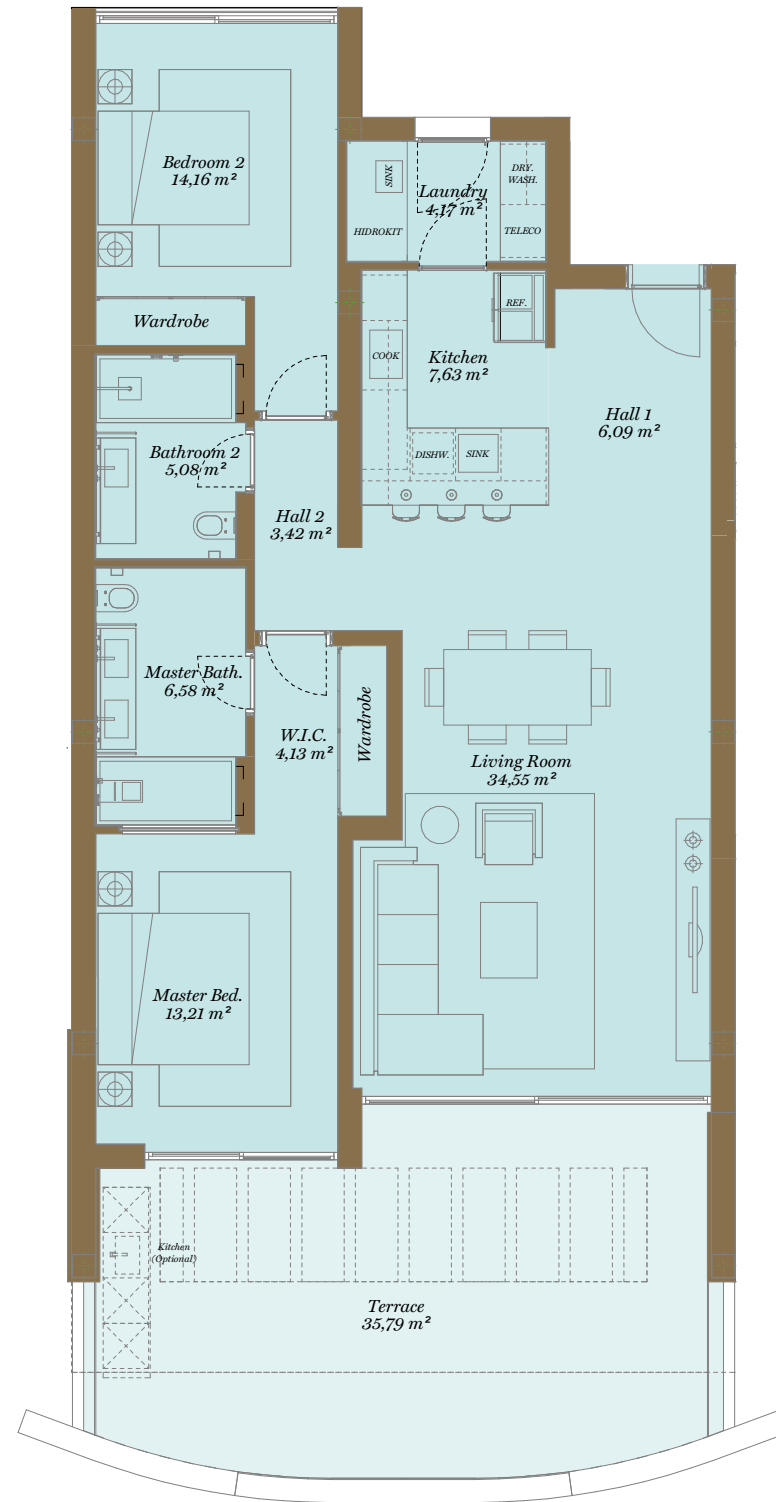 Bedroom 2
14,16 m²
SINK
Laundry
4,17 m²
DRY.
WASH.
HIDROKIT
TELECO
Wardrobe
REF.
COOK
Kitchen
7,63 m²
Hall 1
6,09 m²
DISHW.
SINK
Bathroom 2
5,08 m²
Hall 2
3,42 m²
Master Bath.
6,58 m²
W.I.C.
4,13 m²
Wardrobe
Living Room
34,55 m²
Master Bed.
13,21 m²
Kitchen
(Optional)
Terrace
35,79 m²